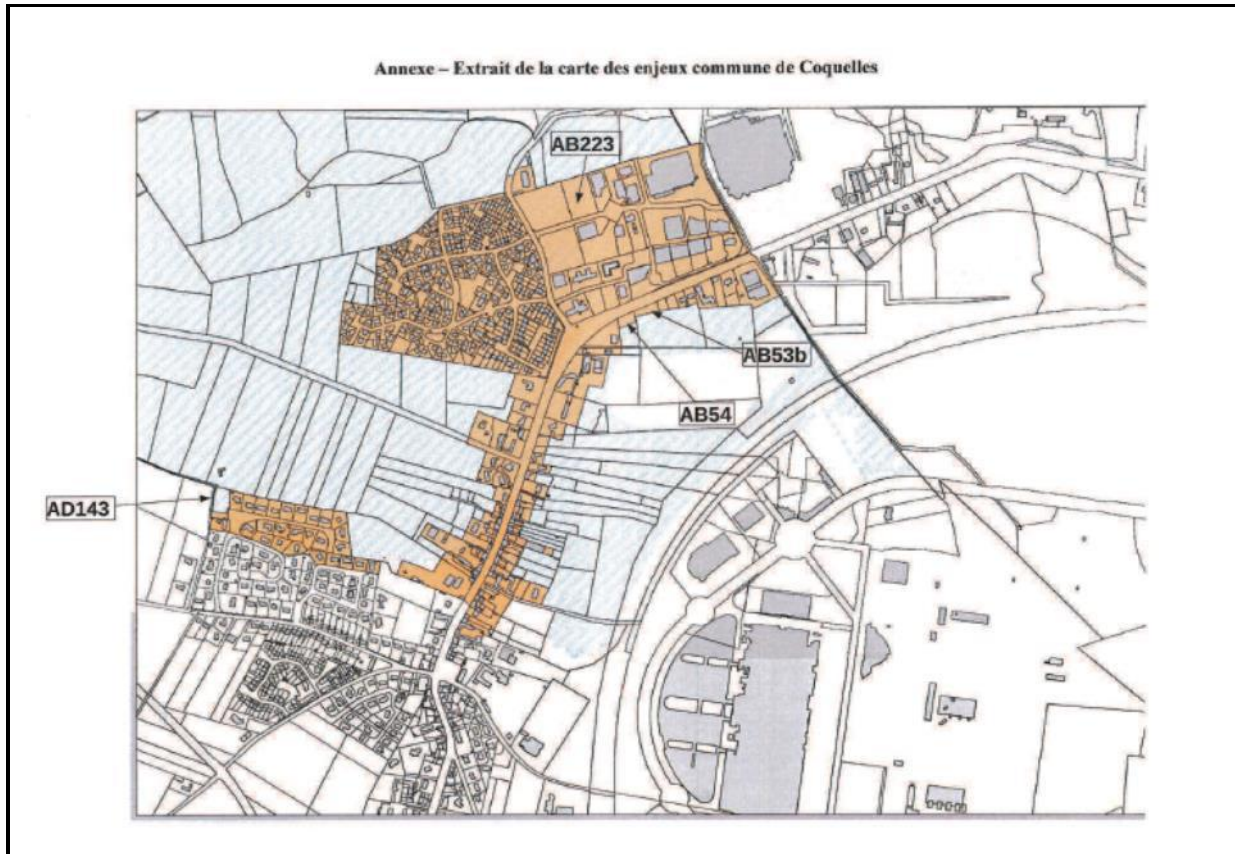 Annexe – Extrait de la carte des enjeux commune de Coquelles
AB223
AB53b
AB54
AD143